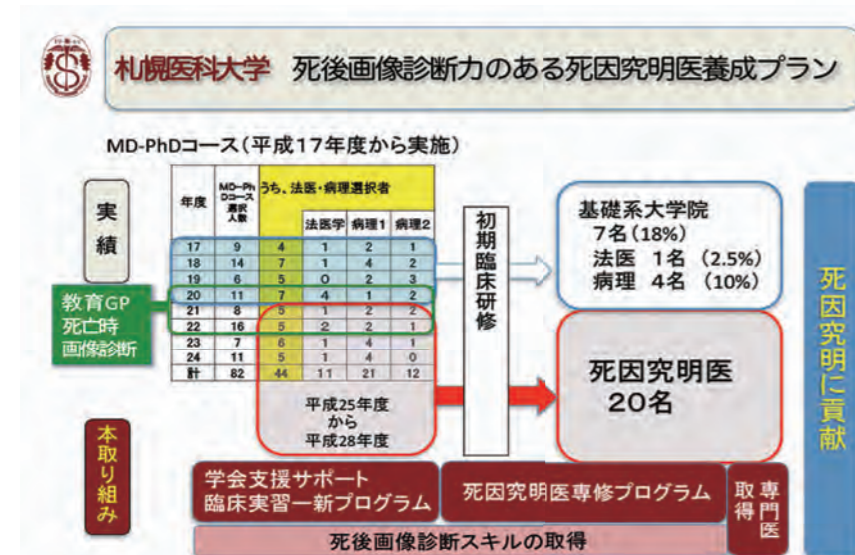 札幌医科大学 死後画像診断力のある死因究明医養成プラン
MD-PhDコース(平成17年度から実施)
実績
教育GP
死亡時
画像診断
年度 MD-PhDコース選択人数 うち、法医・病理選択者
法医学 病理1 病理2
17 9 4 1 2 1
18 14 7 1 4 2
19 6 5 0 2 3
20 11 7 4 1 2
21 8 5 1 2 2
22 16 5 2 2 1
23 7 6 1 4 1
24 11 5 1 4 0
計 82 44 11 21 12
平成25年度
から
平成28年度
初期臨床研修
基礎系大学院
7名(18%)
法医 1名 (2.5%)
病理 4名 (10%)
死因究明医
20名
死因究明に貢献
本取り組み
学会支援サポート
臨床実習一新プログラム
死因究明医専修プログラム
専門医
取得
死後画像診断スキルの取得